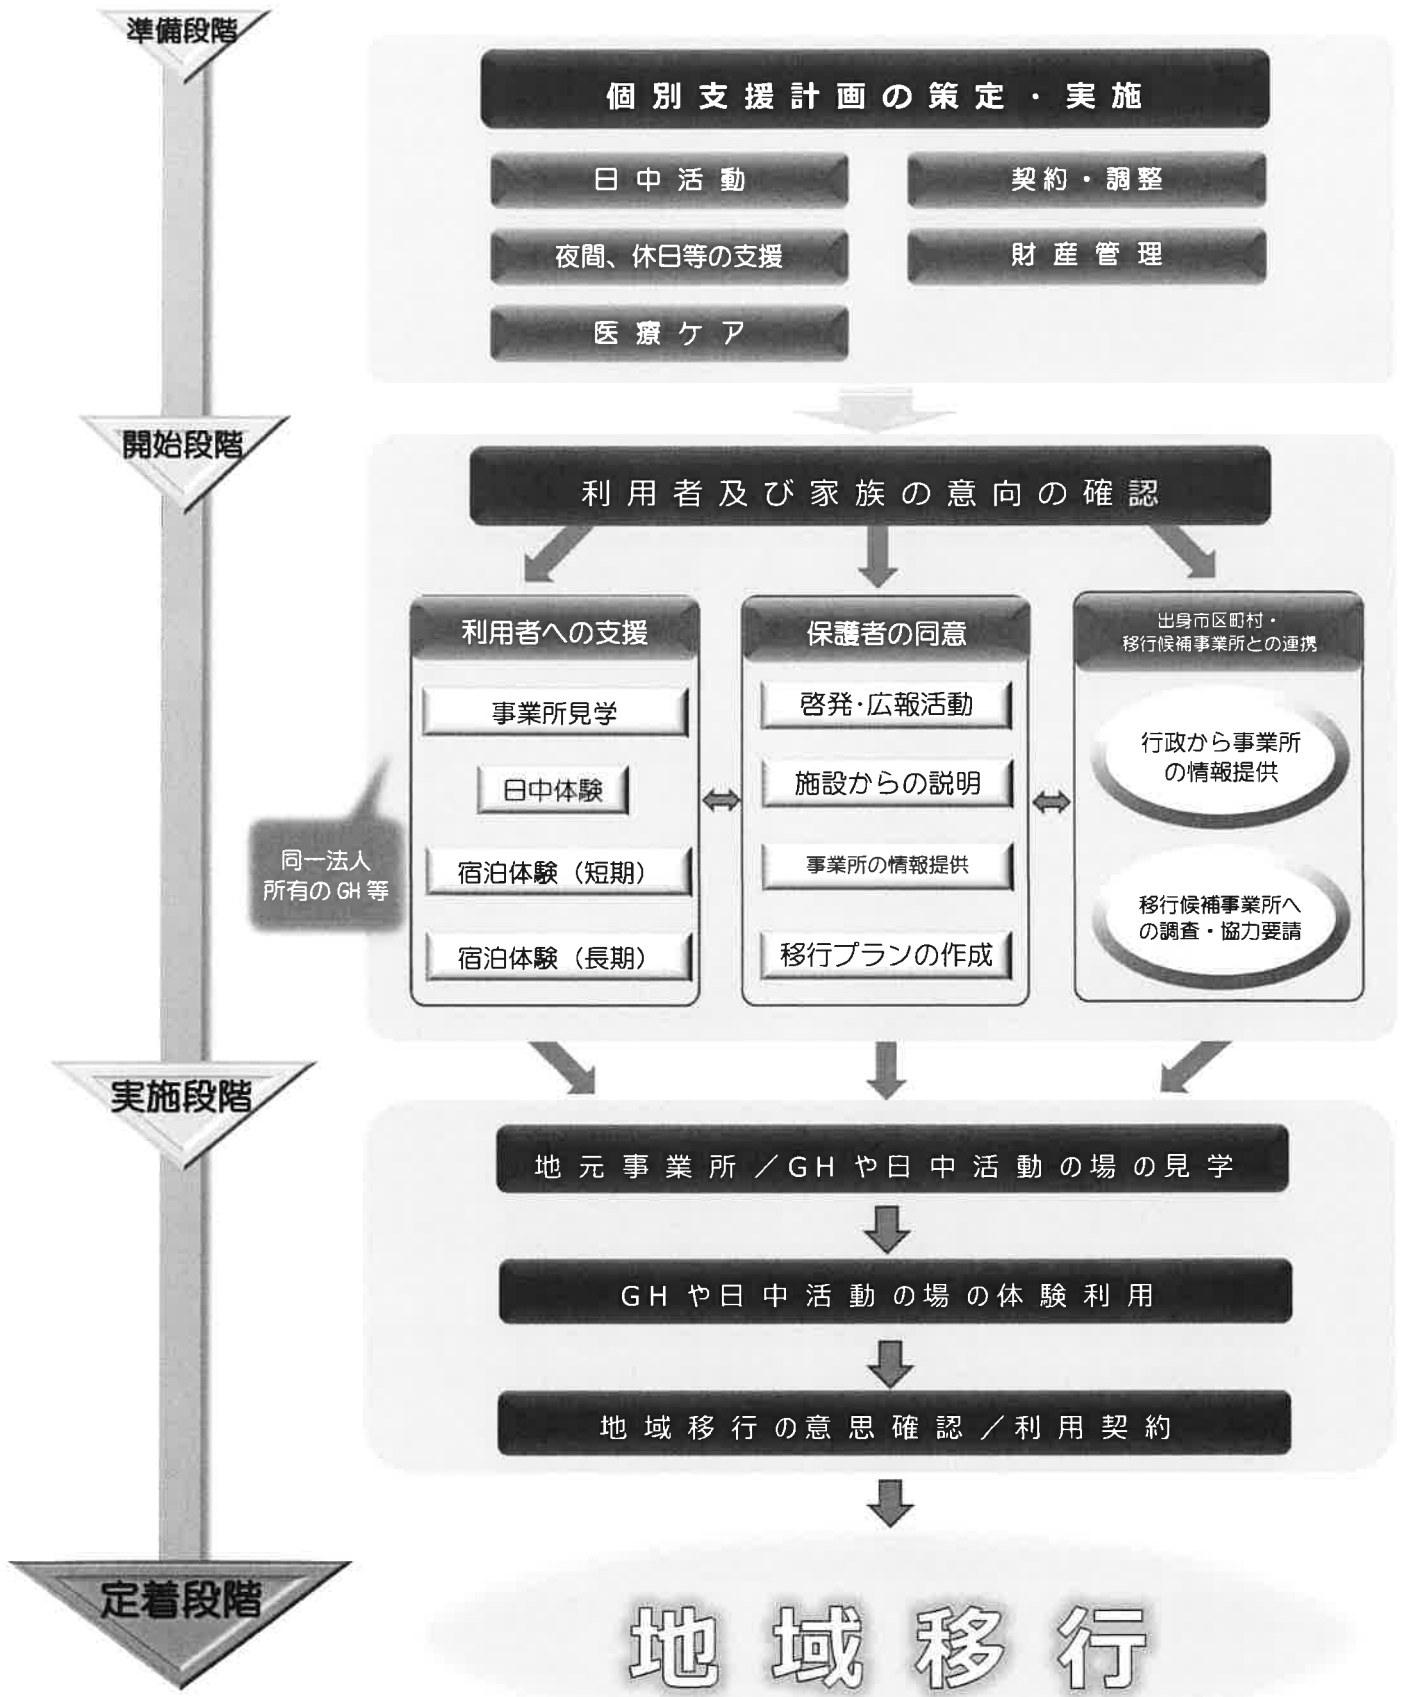 準備段階
個別支援計画の策定・実施
日中活動
契約・調整
夜間、休日等の支援
財産管理
医療ケア
開始段階
利用者及び家族の意向の確認
利用者への支援
事業所見学
日中体験
宿泊体験（短期）
宿泊体験（長期）
同一法人
所有のGH等
保護者の同意
啓発・広報活動
施設からの説明
事業所の情報提供
移行プランの作成
出身市区町村・
移行候補事業所との連携
行政から事業所
の情報提供
移行候補事業所へ
の調査・協力要請
実施段階
地元事業所／GHや日中活動の場の見学
GHや日中活動の場の体験利用
地域移行の意思確認／利用契約
定着段階
地域移行